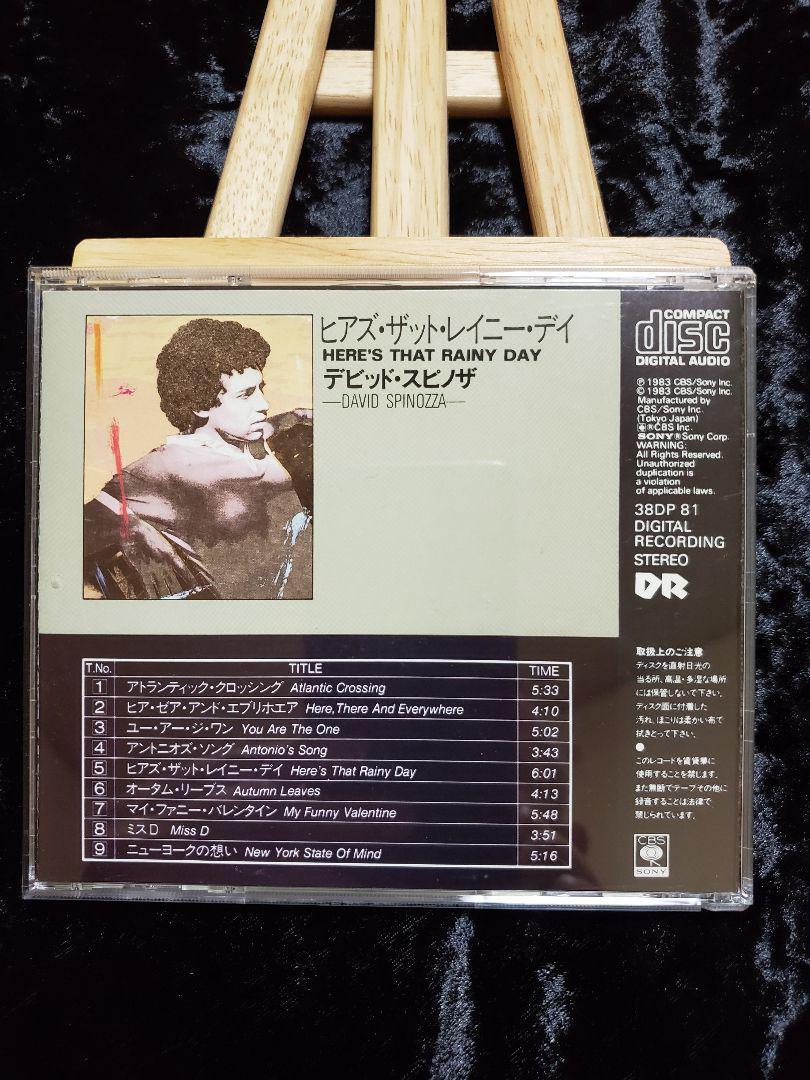 ヒアズ・ザット・レイニー・デイ
HERE'S THAT RAINY DAY
デビッド・スピノザ
—DAVID SPINOZZA—
COMPACT
disc
DIGITAL AUDIO
Ⓟ 1983 CBS/Sony Inc.
© 1983 CBS/Sony Inc.
Manufactured by
CBS/Sony Inc.
(Tokyo Japan)
®CBS Inc.
SONY® Sony Corp.
WARNING:
All Rights Reserved.
Unauthorized
duplication is
a violation
of applicable laws.
38DP 81
DIGITAL
RECORDING
STEREO
DR
取扱上のご注意
ディスクを直射日光の
当る所、高温・多湿な場所
には保管しないで下さい。
ディスク面に付着した
汚れ、ほこりは柔かい布で
拭きとって下さい。
●
このレコードを賃貸業に
使用することを禁じます。
また無断でテープその他に
録音することは法律で
禁じられています。
CBS
SONY
T.No. TITLE TIME
1 アトランティック・クロッシング Atlantic Crossing 5:33
2 ヒア・ゼア・アンド・エブリホエア Here, There And Everywhere 4:10
3 ユー・アー・ジ・ワン You Are The One 5:02
4 アントニオズ・ソング Antonio's Song 3:43
5 ヒアズ・ザット・レイニー・デイ Here's That Rainy Day 6:01
6 オータム・リーブス Autumn Leaves 4:13
7 マイ・ファニー・バレンタイン My Funny Valentine 5:48
8 ミスD Miss D 3:51
9 ニューヨークの想い New York State Of Mind 5:16